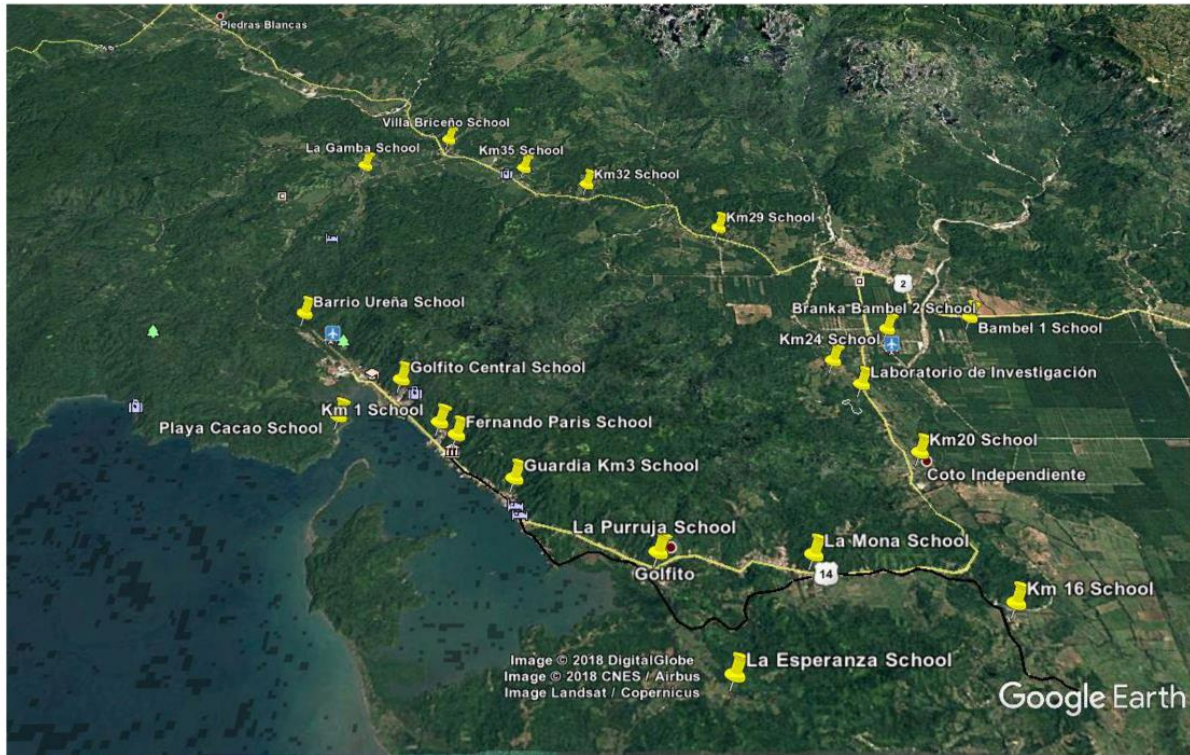 Piedras Blancas
Villa Briceño School
La Gamba School
Km35 School
Km32 School
Km29 School
2
Barrio Ureña School
Branka Bambel 2 School
Bambel 1 School
Km24 School
Golfito Central School
Laboratorio de Investigación
Km 1 School
Playa Cacao School
Fernando Paris School
Km20 School
Guardia Km3 School
Coto Independiente
La Purruja School
La Mona School
Golfito
14
Km 16 School
La Esperanza School
Image © 2018 DigitalGlobe
Image © 2018 CNES / Airbus
Image Landsat / Copernicus
Google Earth